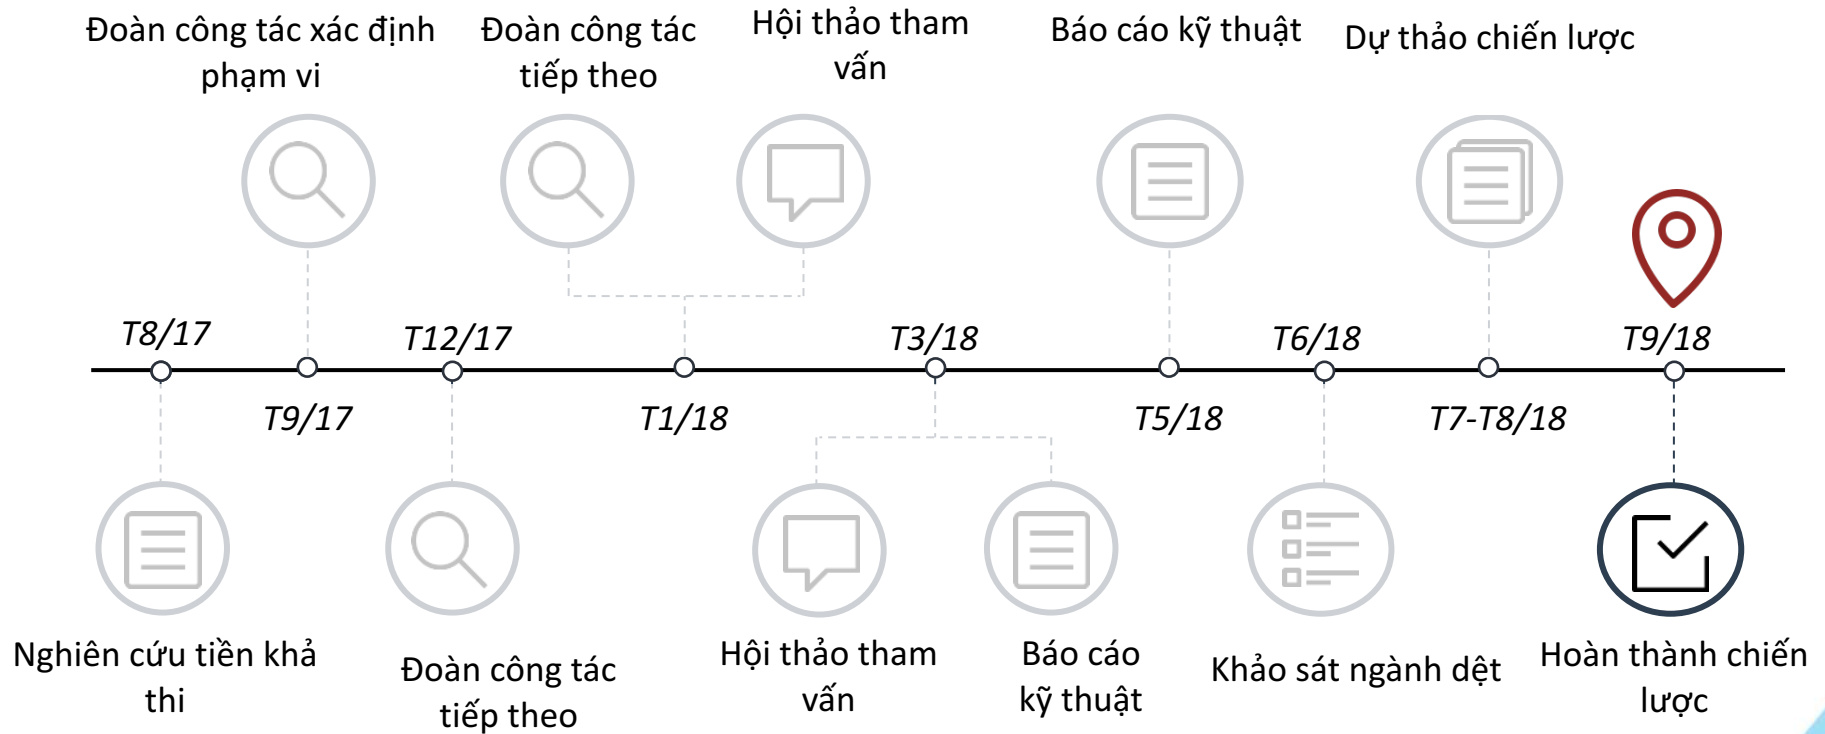 Đoàn công tác xác định
phạm vi
Đoàn công tác
tiếp theo
Hội thảo tham
vấn
Báo cáo kỹ thuật
Dự thảo chiến lược
T8/17
T12/17
T3/18
T6/18
T9/18
T9/17
T1/18
T5/18
T7-T8/18
Nghiên cứu tiền khả
thi
Đoàn công tác
tiếp theo
Hội thảo tham
vấn
Báo cáo
kỹ thuật
Khảo sát ngành dệt
Hoàn thành chiến
lược